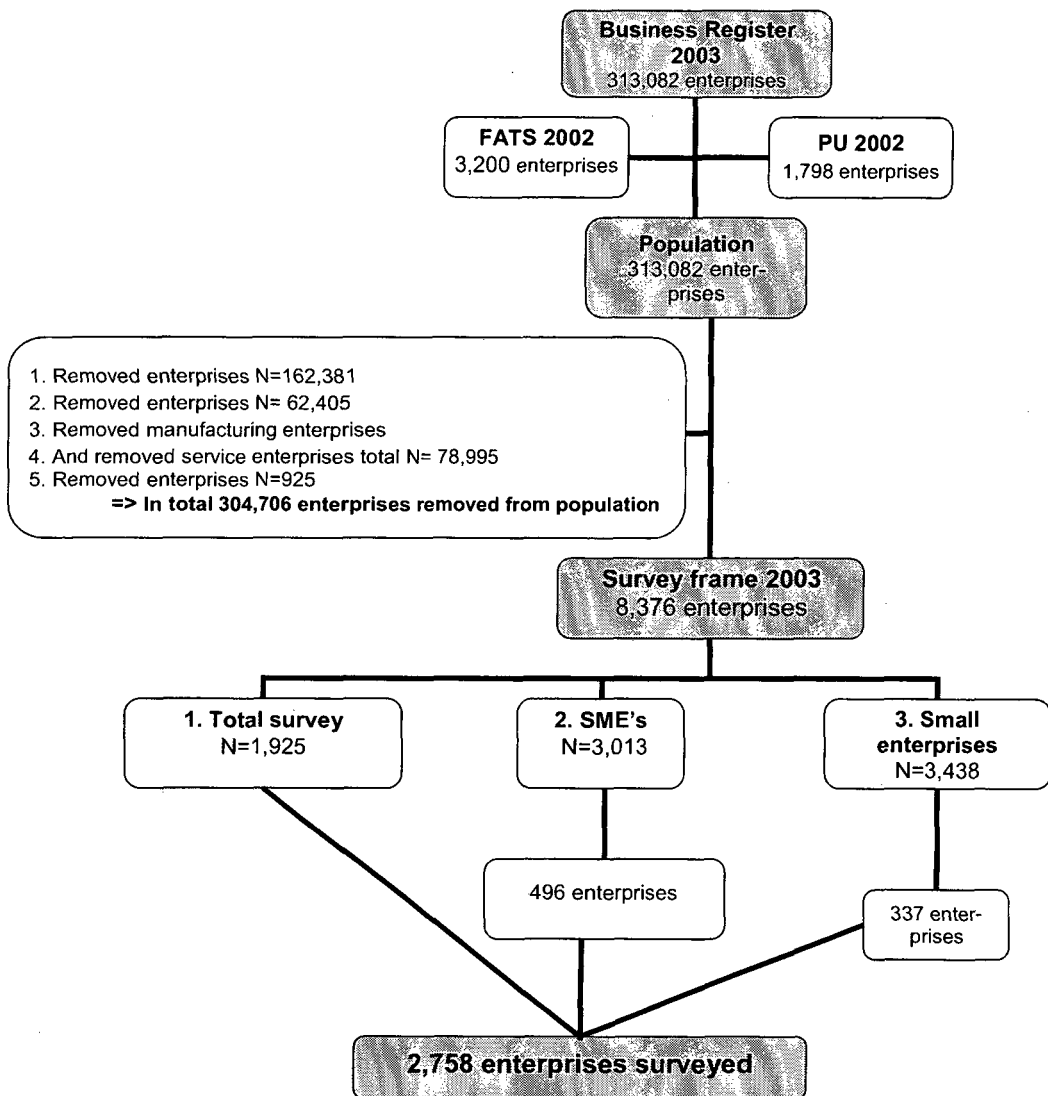 Business Register
2003
313,082 enterprises
FATS 2002
3,200 enterprises
PU 2002
1,798 enterprises
Population
313,082 enter-
prises
1. Removed enterprises N=162,381
2. Removed enterprises N= 62,405
3. Removed manufacturing enterprises
4. And removed service enterprises total N= 78,995
5. Removed enterprises N=925
=> In total 304,706 enterprises removed from population
Survey frame 2003
8,376 enterprises
1. Total survey
N=1,925
2. SME's
N=3,013
3. Small
enterprises
N=3,438
496 enterprises
337 enter-
prises
2,758 enterprises surveyed